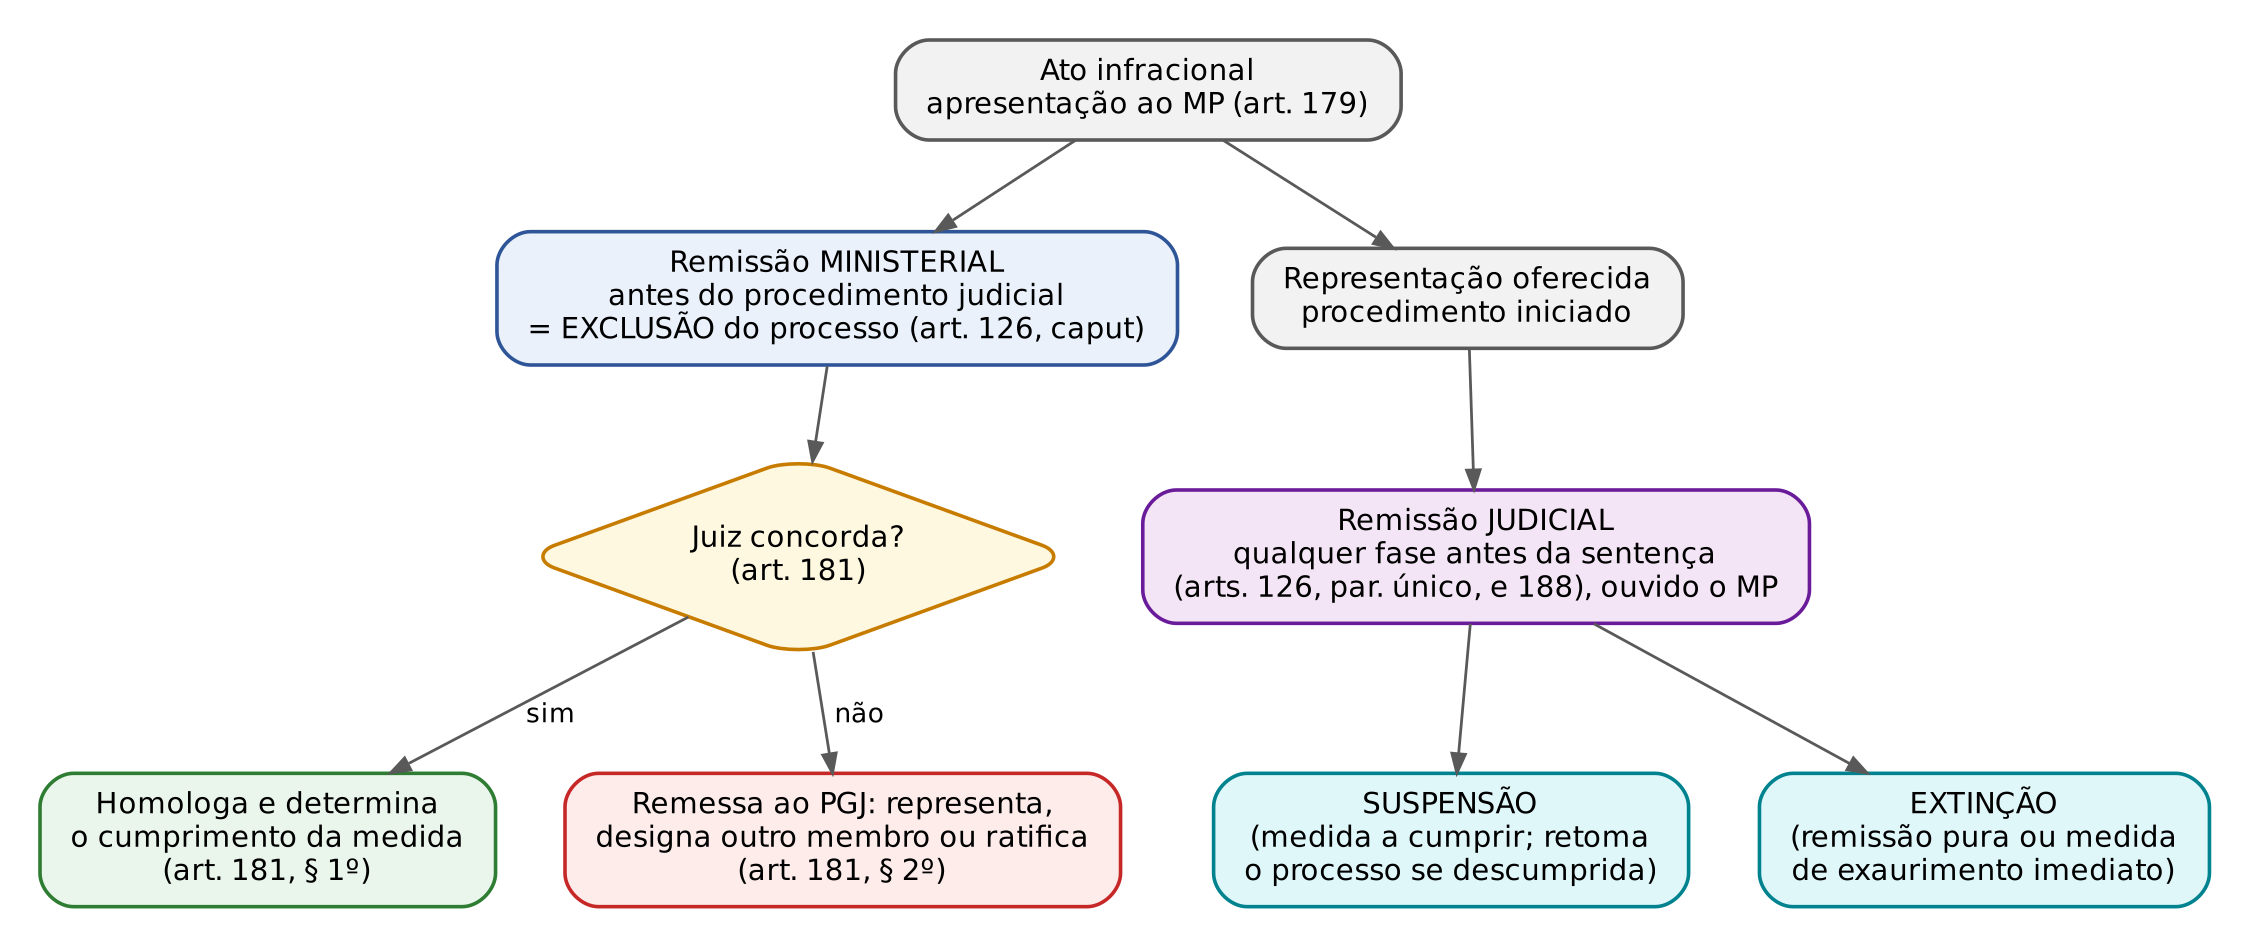 Ato infracional
apresentação ao MP (art. 179)
Remissão MINISTERIAL
antes do procedimento judicial
= EXCLUSÃO do processo (art. 126, caput)
Representação oferecida
procedimento iniciado
Juiz concorda?
(art. 181)
Remissão JUDICIAL
qualquer fase antes da sentença
(arts. 126, par. único, e 188), ouvido o MP
sim
não
Homologa e determina
o cumprimento da medida
(art. 181, § 1º)
Remessa ao PGJ: representa,
designa outro membro ou ratifica
(art. 181, § 2º)
SUSPENSÃO
(medida a cumprir; retoma
o processo se descumprida)
EXTINÇÃO
(remissão pura ou medida
de exaurimento imediato)